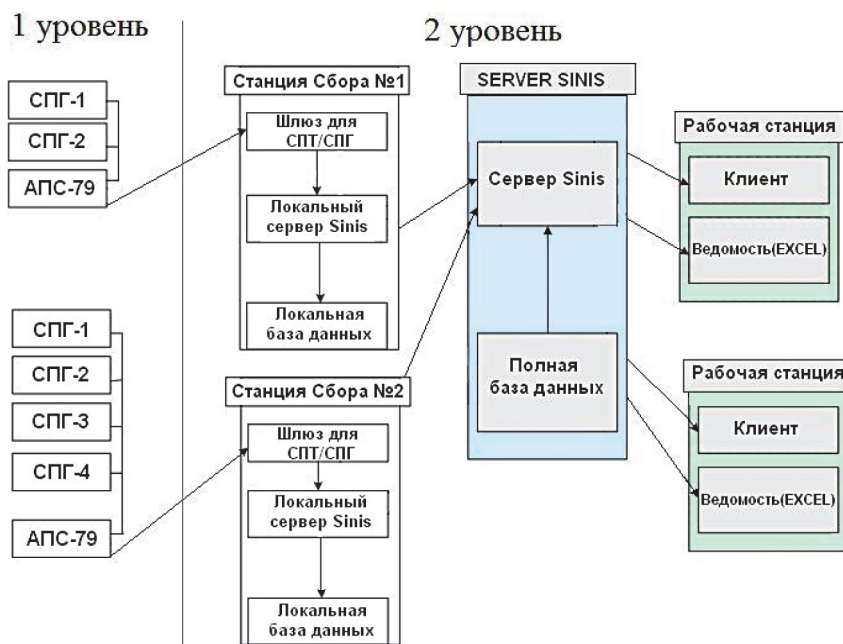 1 уровень
2 уровень
СПГ-1
СПГ-2
АПС-79
СПГ-1
СПГ-2
СПГ-3
СПГ-4
АПС-79
Станция Сбора №1
Шлюз для
СПТ/СПГ
Локальный
сервер Sinis
Локальная
база данных
Станция Сбора №2
Шлюз для
СПТ/СПГ
Локальный
сервер Sinis
Локальная
база данных
SERVER SINIS
Сервер Sinis
Полная
база данных
Рабочая станция
Клиент
Ведомость(EXCEL)
Рабочая станция
Клиент
Ведомость(EXCEL)